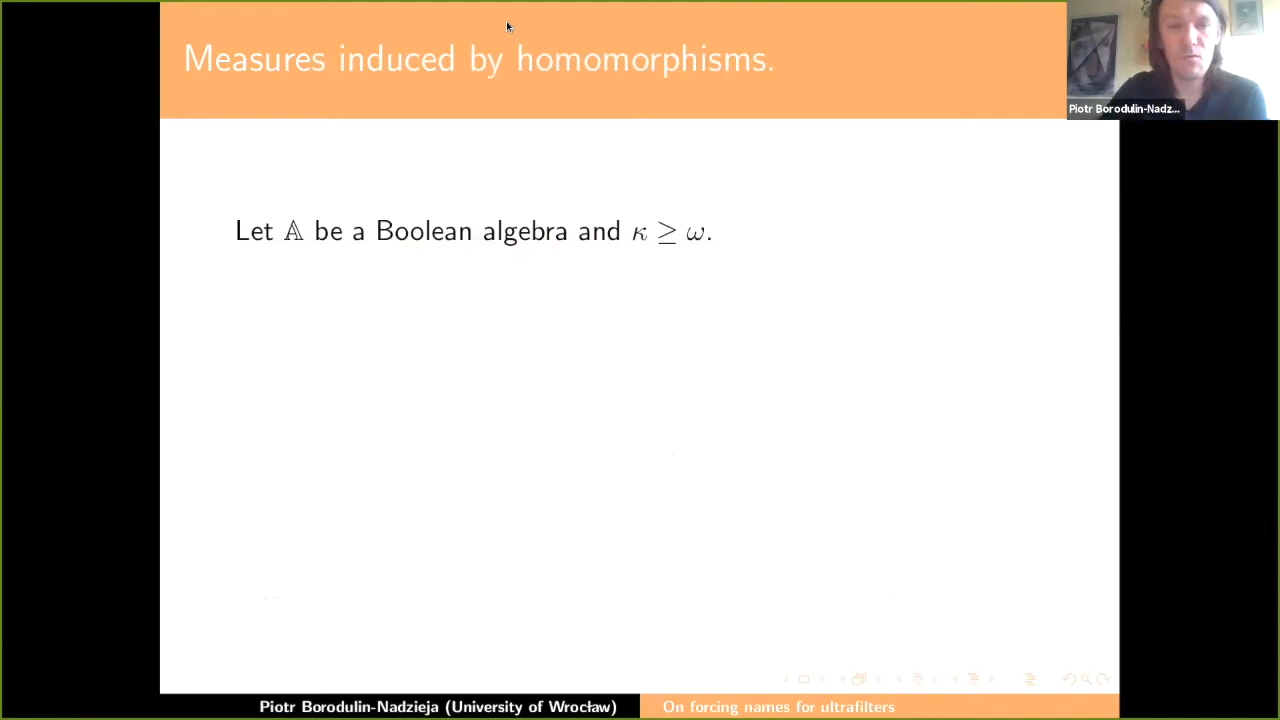 Measures induced by homomorphisms.
Piotr Borodulin-Nadz...
Let 𝔸 be a Boolean algebra and κ ≥ ω.
Piotr Borodulin-Nadzieja (University of Wrocław)
On forcing names for ultrafilters